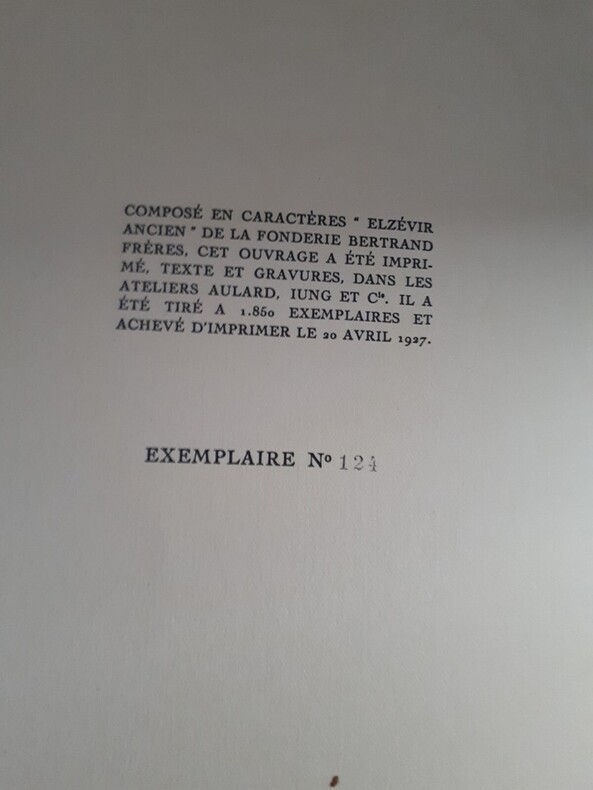 COMPOSÉ EN CARACTÈRES " ELZÉVIR
ANCIEN " DE LA FONDERIE BERTRAND
FRÈRES, CET OUVRAGE A ÉTÉ IMPRI-
MÉ, TEXTE ET GRAVURES, DANS LES
ATELIERS AULARD, IUNG ET Cie. IL A
ÉTÉ TIRÉ A 1.850 EXEMPLAIRES ET
ACHEVÉ D'IMPRIMER LE 20 AVRIL 1927.
EXEMPLAIRE No 124